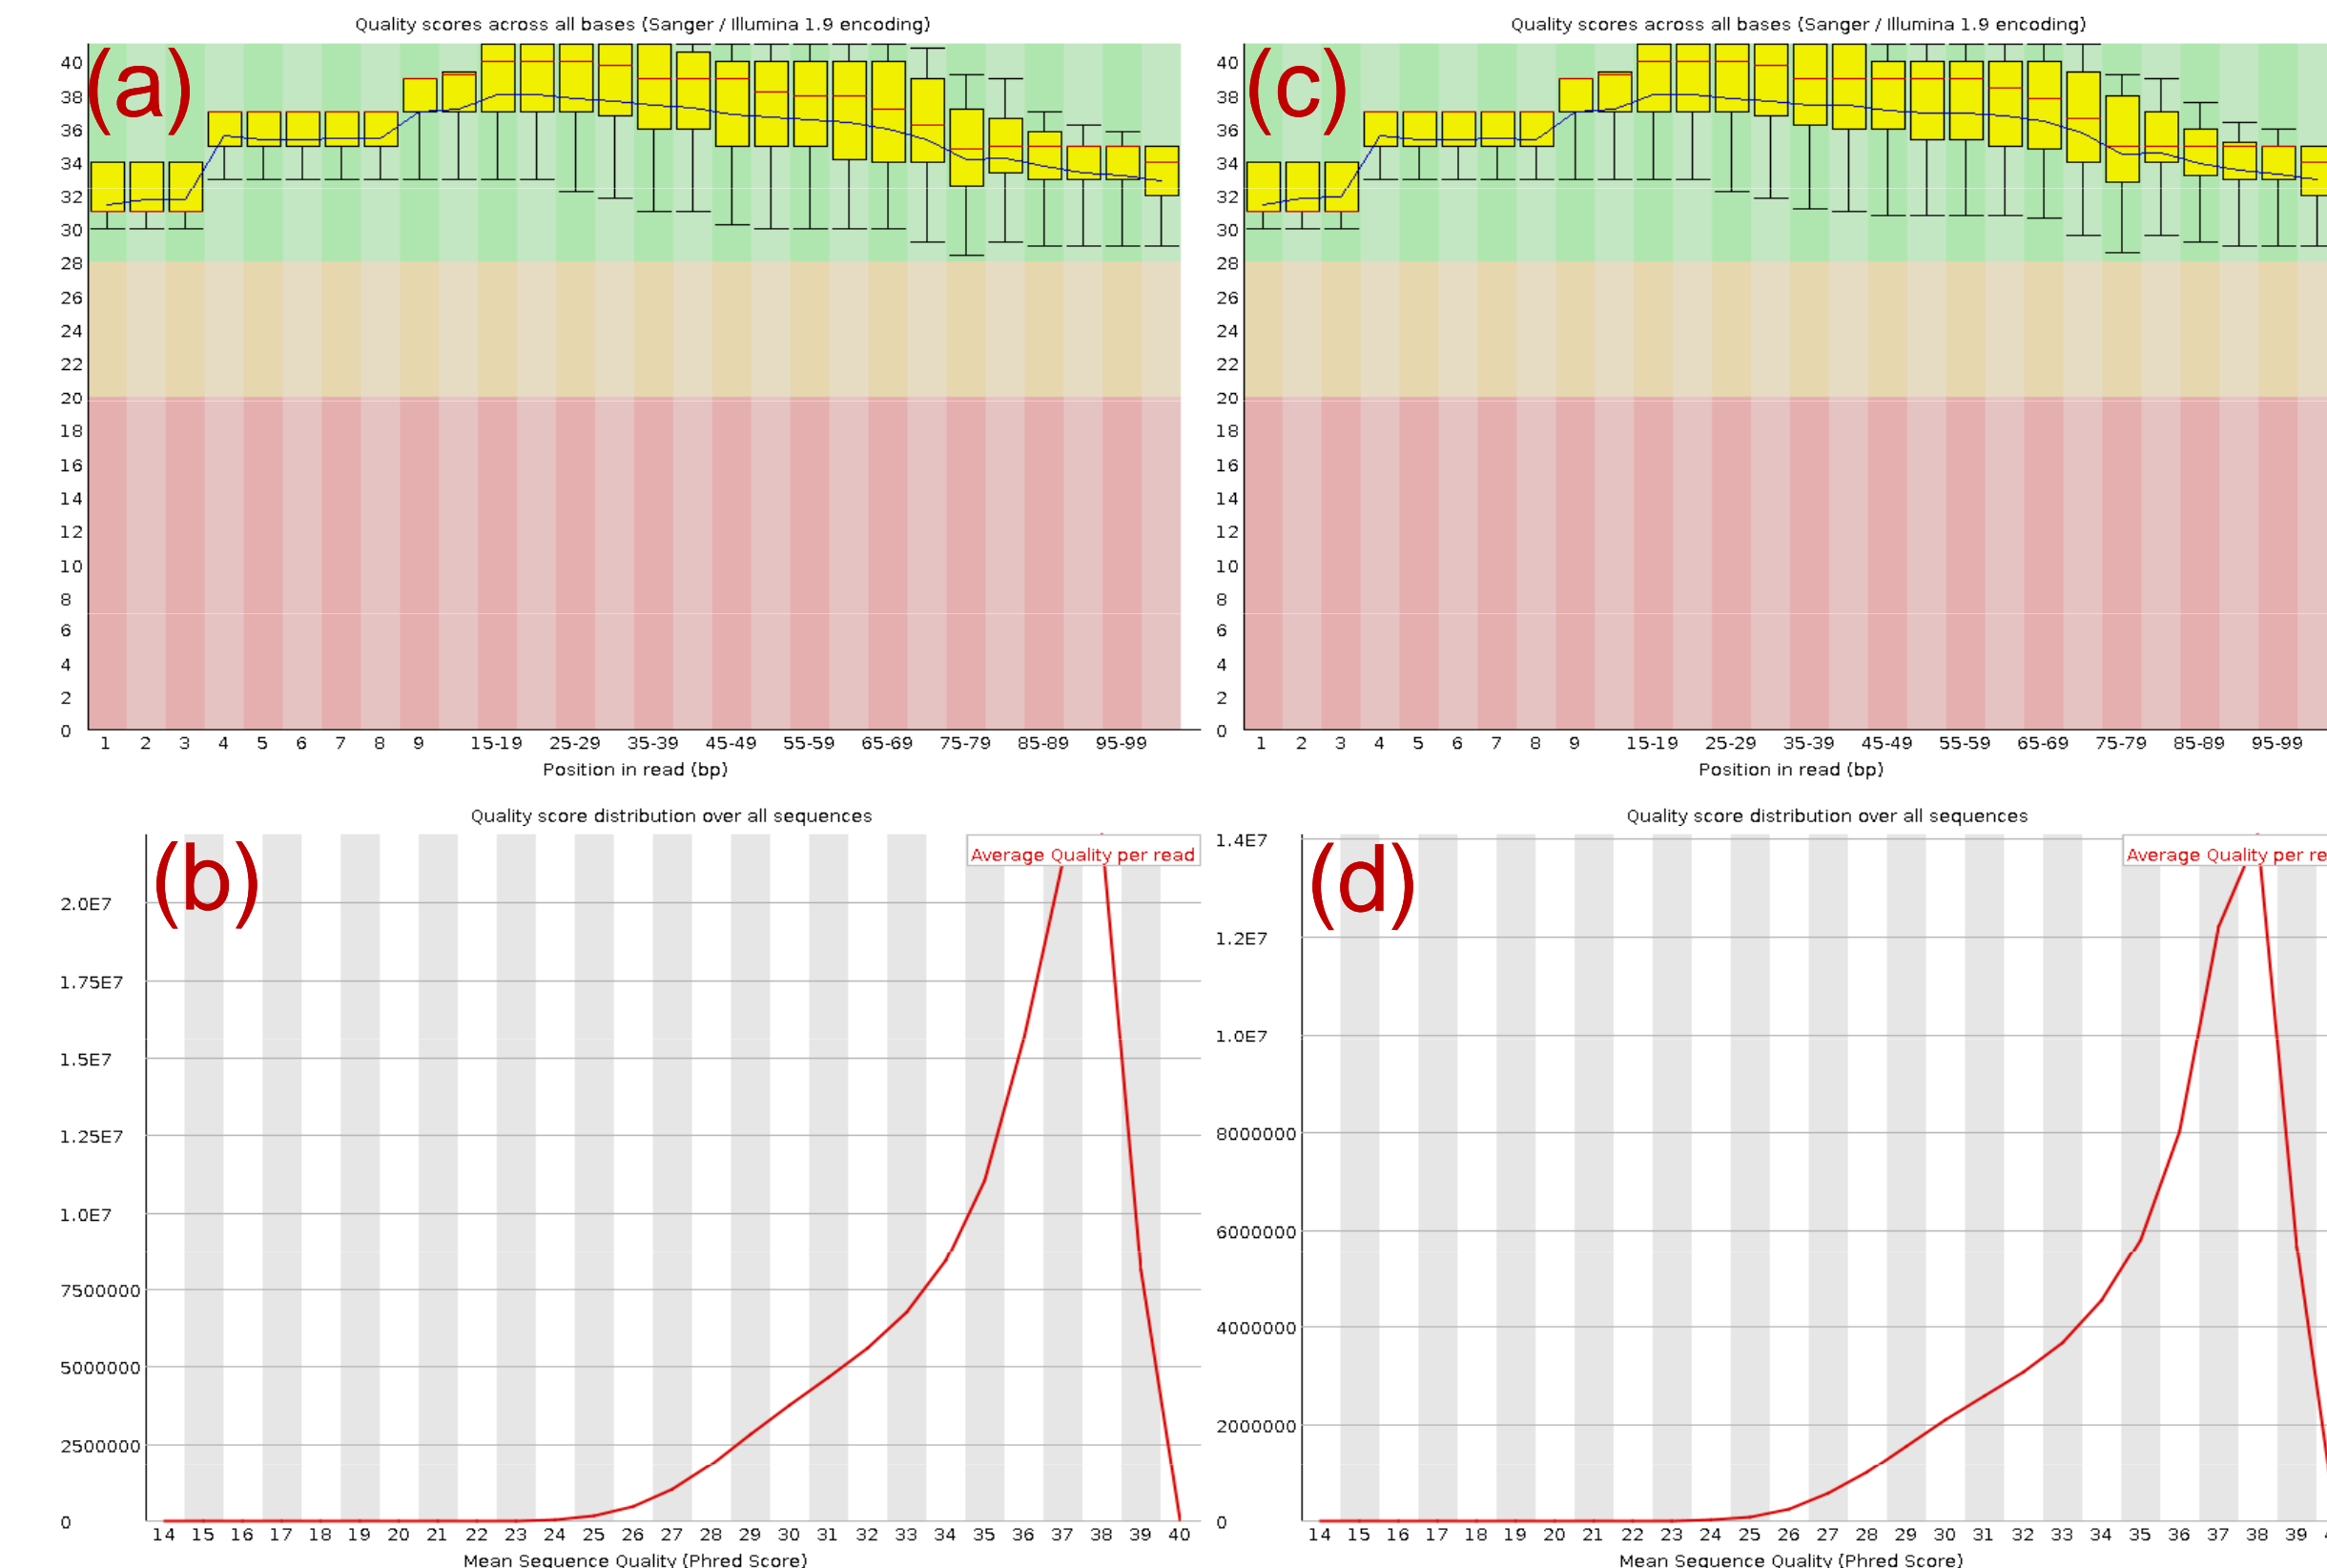 Quality scores across all bases (Sanger / Illumina 1.9 encoding)
(a)
40
38
36
34
32
30
28
26
24
22
20
18
16
14
12
10
8
6
4
2
0
1 2 3 4 5 6 7 8 9 15-19 25-29 35-39 45-49 55-59 65-69 75-79 85-89 95-99
Position in read (bp)
Quality scores across all bases (Sanger / Illumina 1.9 encoding)
(c)
40
38
36
34
32
30
28
26
24
22
20
18
16
14
12
10
8
6
4
2
0
1 2 3 4 5 6 7 8 9 15-19 25-29 35-39 45-49 55-59 65-69 75-79 85-89 95-99
Position in read (bp)
Quality score distribution over all sequences
(b)
Average Quality per read
2.0E7
1.75E7
1.5E7
1.25E7
1.0E7
7500000
5000000
2500000
0
14 15 16 17 18 19 20 21 22 23 24 25 26 27 28 29 30 31 32 33 34 35 36 37 38 39 40
Mean Sequence Quality (Phred Score)
Quality score distribution over all sequences
(d)
Average Quality per re
1.4E7
1.2E7
1.0E7
8000000
6000000
4000000
2000000
0
14 15 16 17 18 19 20 21 22 23 24 25 26 27 28 29 30 31 32 33 34 35 36 37 38 39
Mean Sequence Quality (Phred Score)